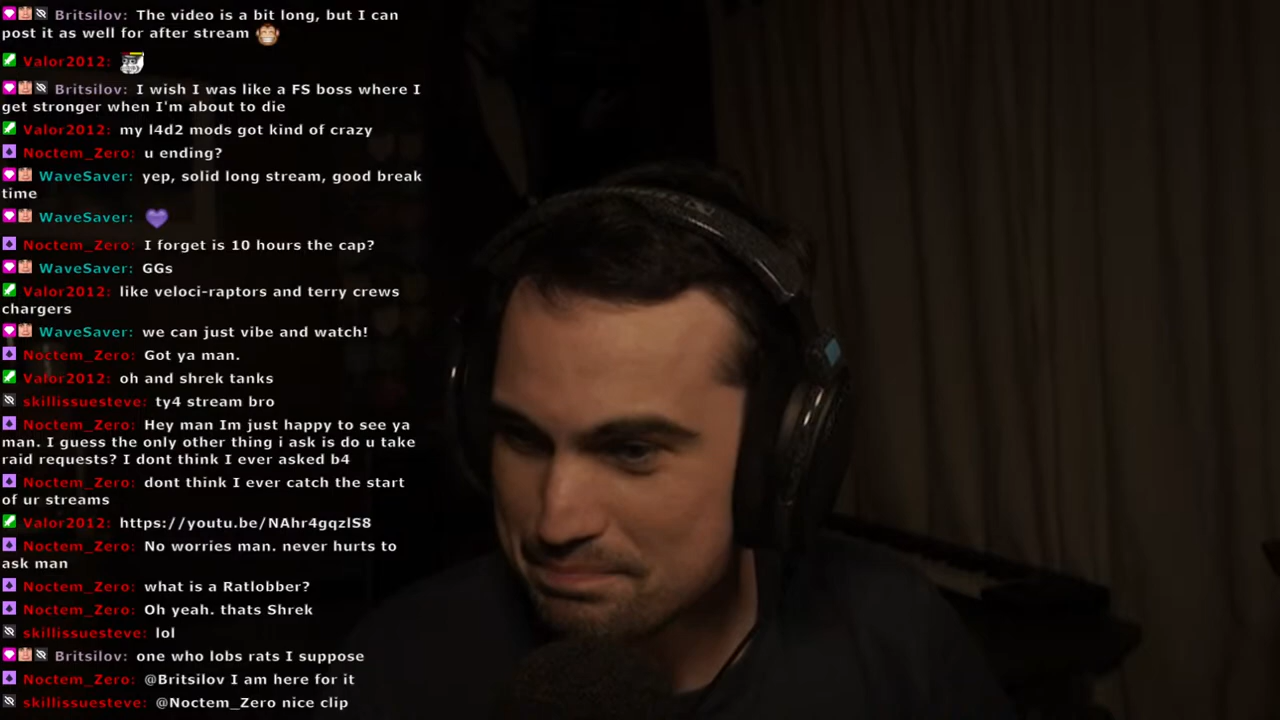 Britsilov: The video is a bit long, but I can
post it as well for after stream
Valor2012:
Britsilov: I wish I was like a FS boss where I
get stronger when I'm about to die
Valor2012: my l4d2 mods got kind of crazy
Noctem_Zero: u ending?
WaveSaver: yep, solid long stream, good break
time
WaveSaver:
Noctem_Zero: I forget is 10 hours the cap?
WaveSaver: GGs
Valor2012: like veloci-raptors and terry crews
chargers
WaveSaver: we can just vibe and watch!
Noctem_Zero: Got ya man.
Valor2012: oh and shrek tanks
skillissuesteve: ty4 stream bro
Noctem_Zero: Hey man Im just happy to see ya
man. I guess the only other thing i ask is do u take
raid requests? I dont think I ever asked b4
Noctem_Zero: dont think I ever catch the start
of ur streams
Valor2012: https://youtu.be/NAhr4gqzlS8
Noctem_Zero: No worries man. never hurts to
ask man
Noctem_Zero: what is a Ratlobber?
Noctem_Zero: Oh yeah. thats Shrek
skillissuesteve: lol
Britsilov: one who lobs rats I suppose
Noctem_Zero: @Britsilov I am here for it
skillissuesteve: @Noctem_Zero nice clip